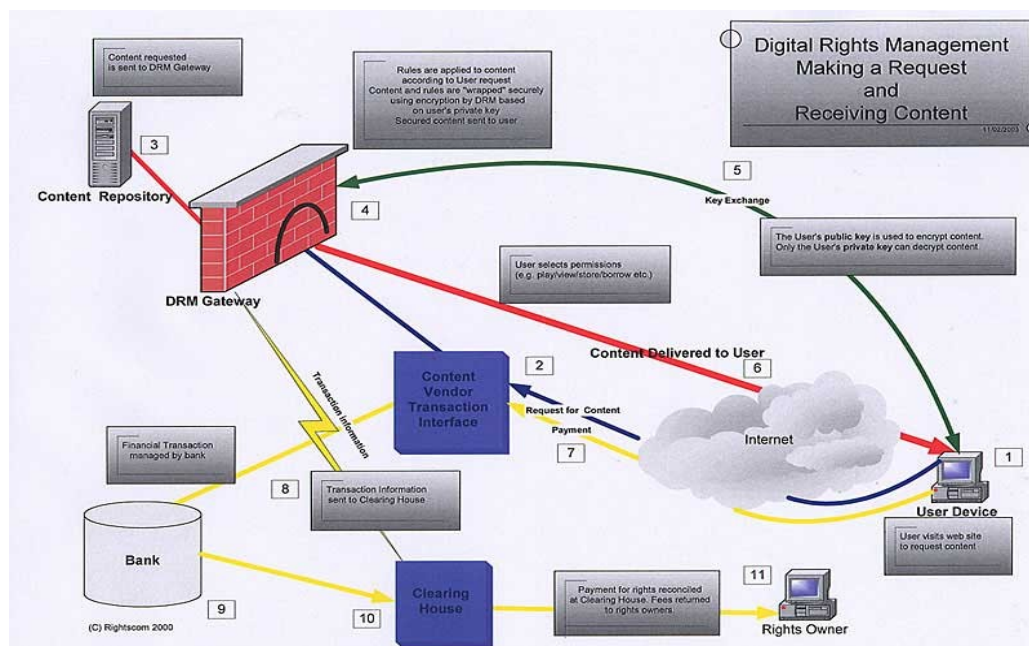 Digital Rights Management
Making a Request
and
Receiving Content
11/02/2003
Content requested
is sent to DRM Gateway
Rules are applied to content
according to User request
Content and rules are "wrapped" securely
using encryption by DRM based
on user's private key
Secured content sent to user
3
Content Repository
4
5
Key Exchange
The User's public key is used to encrypt content.
Only the User's private key can decrypt content.
DRM Gateway
User selects permissions
(e.g. play/view/store/borrow etc.)
Content Delivered to User
6
2
Content
Vendor
Transaction
Interface
Request for Content
Payment
7
Internet
1
User Device
User visits web site
to request content
Transaction information
Financial Transaction
managed by bank
8
Transaction Information
sent to Clearing House
Bank
9
(C) Rightscom 2000
10
Clearing
House
Payment for rights reconciled
at Clearing House. Fees returned
to rights owners.
11
Rights Owner